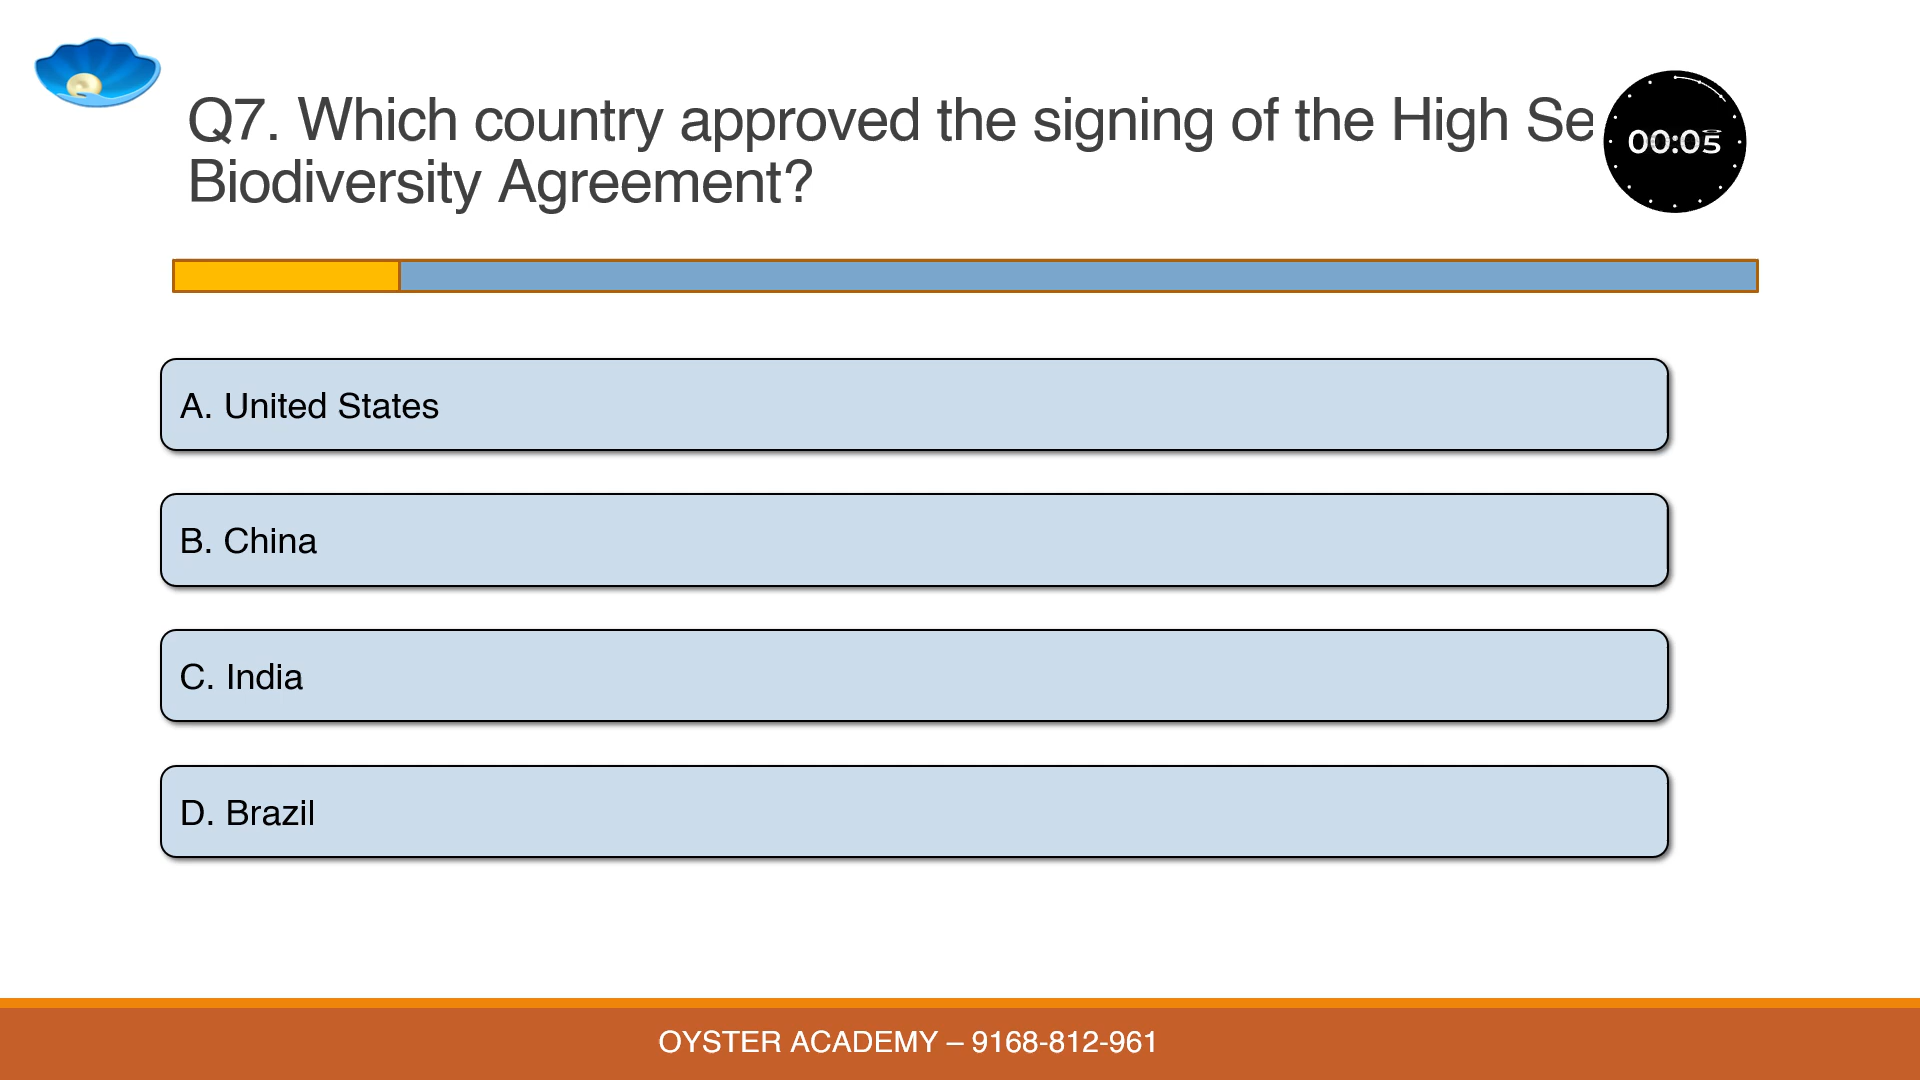 Q7. Which country approved the signing of the High Se
Biodiversity Agreement?
00:05
A. United States
B. China
C. India
D. Brazil
OYSTER ACADEMY – 9168-812-961